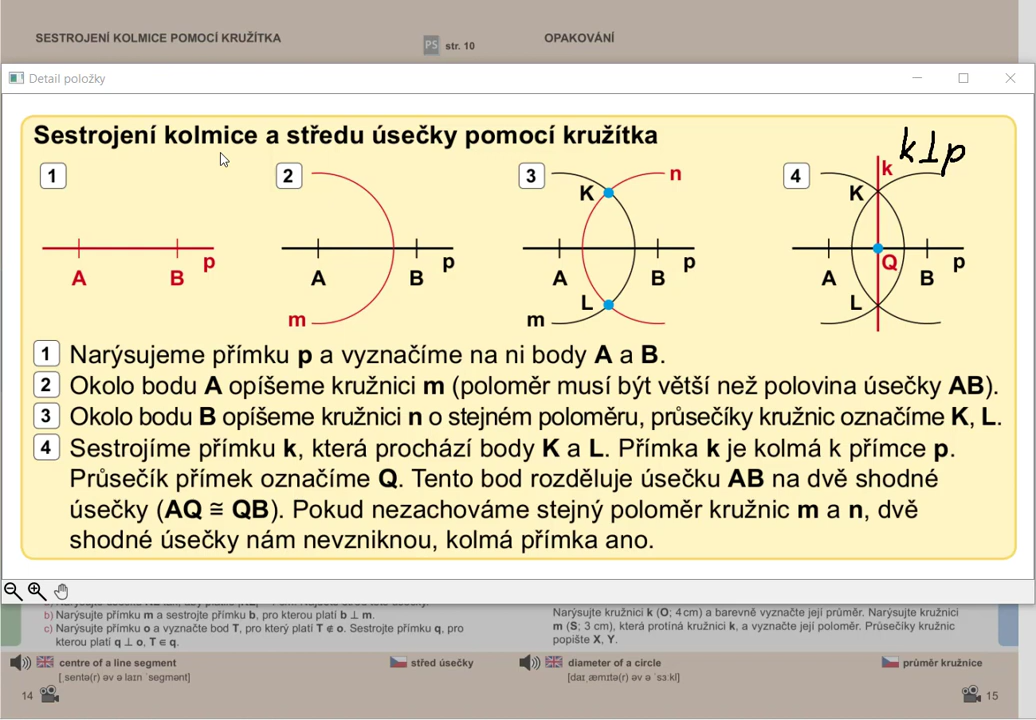 SESTROJENÍ KOLMICE POMOCÍ KRUŽÍTKA
PS str. 10
OPAKOVÁNÍ
Detail položky
Sestrojení kolmice a středu úsečky pomocí kružítka
k⊥p
1
A B p
2
m A B p
3
K n A B p L m
4
K k A Q B p L
1 Narýsujeme přímku p a vyznačíme na ni body A a B.
2 Okolo bodu A opíšeme kružnici m (poloměr musí být větší než polovina úsečky AB).
3 Okolo bodu B opíšeme kružnici n o stejném poloměru, průsečíky kružnic označíme K, L.
4 Sestrojíme přímku k, která prochází body K a L. Přímka k je kolmá k přímce p.
Průsečík přímek označíme Q. Tento bod rozděluje úsečku AB na dvě shodné
úsečky (AQ ≅ QB). Pokud nezachováme stejný poloměr kružnic m a n, dvě
shodné úsečky nám nevzniknou, kolmá přímka ano.
b) Narýsujte přímku m a sestrojte přímku b, pro kterou platí b ⊥ m.
c) Narýsujte přímku o a vyznačte bod T, pro který platí T ∉ o. Sestrojte přímku q, pro
kterou platí q ⊥ o, T ∈ q.
Narýsujte kružnici k (O; 4 cm) a barevně vyznačte její průměr. Narýsujte kružnici
m (S; 3 cm), která protíná kružnici k, a vyznačte její poloměr. Průsečíky kružnic
popište X, Y.
centre of a line segment
[ˌsentə(r) əv ə laɪn ˈseɡmənt]
střed úsečky
diameter of a circle
[daɪˌæmɪtə(r) əv ə ˈsɜːkl]
průměr kružnice
14
15